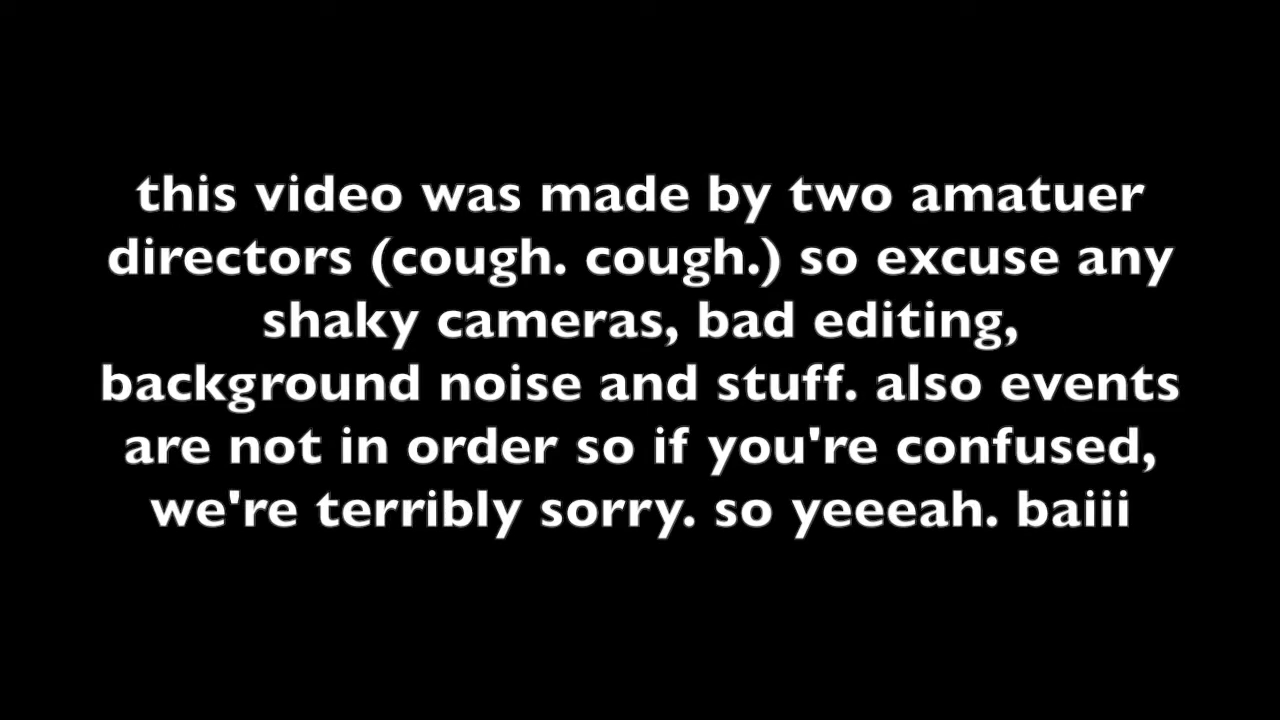 this video was made by two amatuer
directors (cough. cough.) so excuse any
shaky cameras, bad editing,
background noise and stuff. also events
are not in order so if you're confused,
we're terribly sorry. so yeeeah. baiii